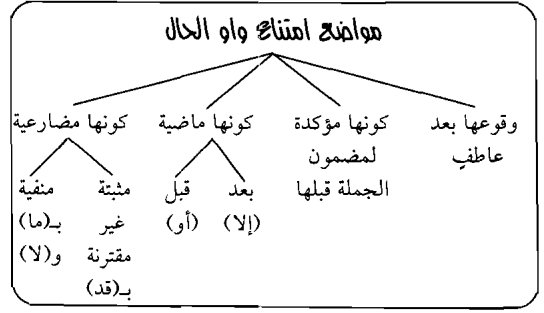 مواضع امتناع واو الحال
وقوعها بعد
عاطفٍ
كونها مؤكدة
لمضمون
الجملة قبلها
كونها ماضية
بعد
(إلا)
قبل
(أو)
كونها مضارعية
مثبتة
غير
مقترنة
بـ(قد)
منفية
بـ(ما)
و(لا)